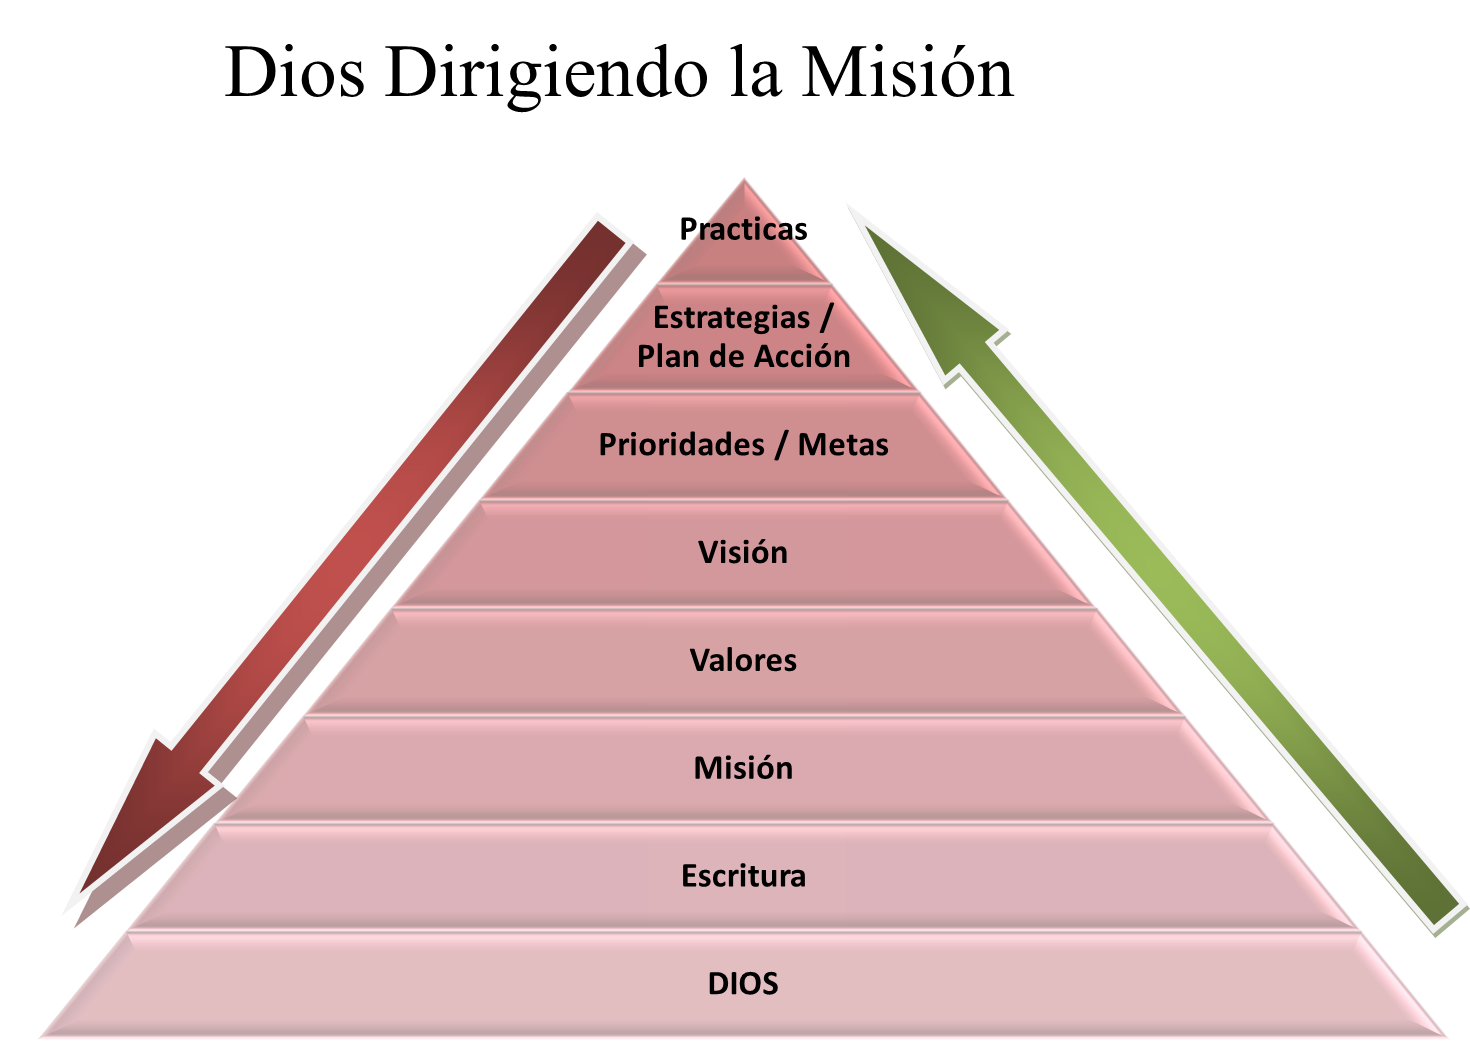 Dios Dirigiendo la Misión
Practicas
Estrategias /
Plan de Acción
Prioridades / Metas
Visión
Valores
Misión
Escritura
DIOS